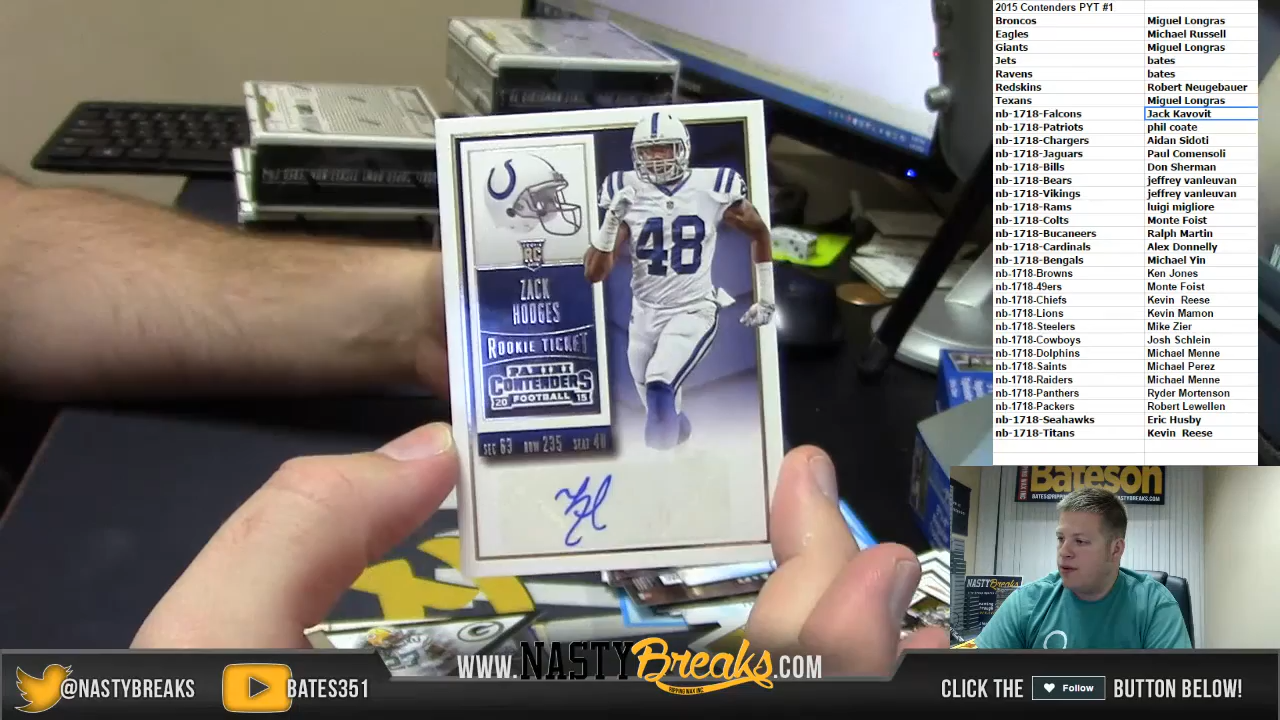 2015 Contenders PYT #1
Broncos Miguel Longras
Eagles Michael Russell
Giants Miguel Longras
Jets bates
Ravens bates
Redskins Robert Neugebauer
Texans Miguel Longras
nb-1718-Falcons Jack Kavovit
nb-1718-Patriots phil coate
nb-1718-Chargers Aidan Sidoti
nb-1718-Jaguars Paul Comensoli
nb-1718-Bills Don Sherman
nb-1718-Bears jeffrey vanleuvan
nb-1718-Vikings jeffrey vanleuvan
nb-1718-Rams luigi migliore
nb-1718-Colts Monte Foist
nb-1718-Bucaneers Ralph Martin
nb-1718-Cardinals Alex Donnelly
nb-1718-Bengals Michael Yin
nb-1718-Browns Ken Jones
nb-1718-49ers Monte Foist
nb-1718-Chiefs Kevin Reese
nb-1718-Lions Kevin Mamon
nb-1718-Steelers Mike Zier
nb-1718-Cowboys Josh Schlein
nb-1718-Dolphins Michael Menne
nb-1718-Saints Michael Perez
nb-1718-Raiders Michael Menne
nb-1718-Panthers Ryder Mortenson
nb-1718-Packers Robert Lewellen
nb-1718-Seahawks Eric Husby
nb-1718-Titans Kevin Reese
48
RC
ZACK
HODGES
ROOKIE TICKET
PANINI
CONTENDERS
20 FOOTBALL 15
SEC 63 ROW 235 SEAT 48
Bateson
NASTY Breaks
@NASTYBREAKS
BATES351
WWW.NASTYBreaks.COM
RIPPING WAX INC
CLICK THE Follow BUTTON BELOW!